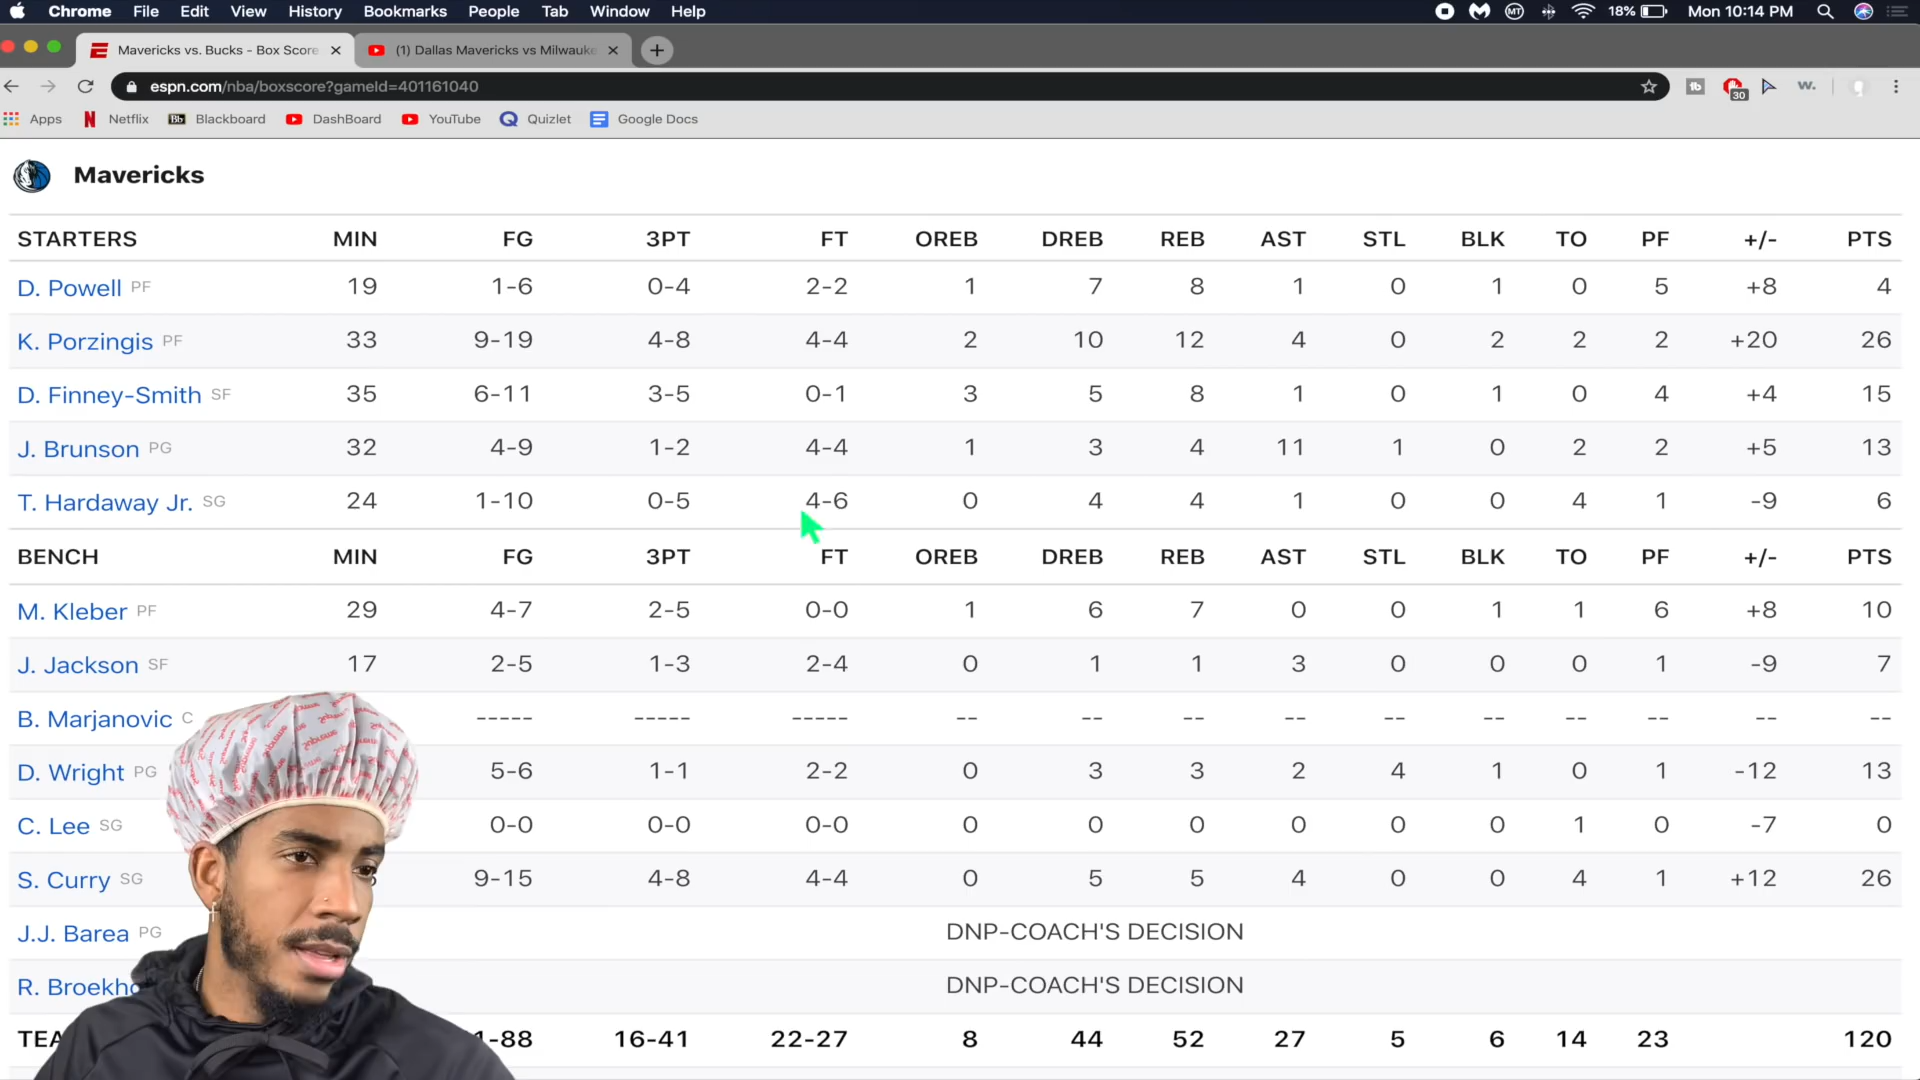 Chrome File Edit View History Bookmarks People Tab Window Help 18% Mon 10:14 PM
Mavericks vs. Bucks - Box Score (1) Dallas Mavericks vs Milwauke
espn.com/nba/boxscore?gameId=401161040 30
Apps Netflix Blackboard DashBoard YouTube Quizlet Google Docs
Mavericks
STARTERS MIN FG 3PT FT OREB DREB REB AST STL BLK TO PF +/- PTS
D. Powell PF 19 1-6 0-4 2-2 1 7 8 1 0 1 0 5 +8 4
K. Porzingis PF 33 9-19 4-8 4-4 2 10 12 4 0 2 2 2 +20 26
D. Finney-Smith SF 35 6-11 3-5 0-1 3 5 8 1 0 1 0 4 +4 15
J. Brunson PG 32 4-9 1-2 4-4 1 3 4 11 1 0 2 2 +5 13
T. Hardaway Jr. SG 24 1-10 0-5 4-6 0 4 4 1 0 0 4 1 -9 6
BENCH MIN FG 3PT FT OREB DREB REB AST STL BLK TO PF +/- PTS
M. Kleber PF 29 4-7 2-5 0-0 1 6 7 0 0 1 1 6 +8 10
J. Jackson SF 17 2-5 1-3 2-4 0 1 1 3 0 0 0 1 -9 7
B. Marjanovic C ----- ----- ----- -- -- -- -- -- -- -- -- -- --
D. Wright PG 5-6 1-1 2-2 0 3 3 2 4 1 0 1 -12 13
C. Lee SG 0-0 0-0 0-0 0 0 0 0 0 0 1 0 -7 0
S. Curry SG 9-15 4-8 4-4 0 5 5 4 0 0 4 1 +12 26
J.J. Barea PG DNP-COACH'S DECISION
R. Broekho DNP-COACH'S DECISION
TEA 1-88 16-41 22-27 8 44 52 27 5 6 14 23 120